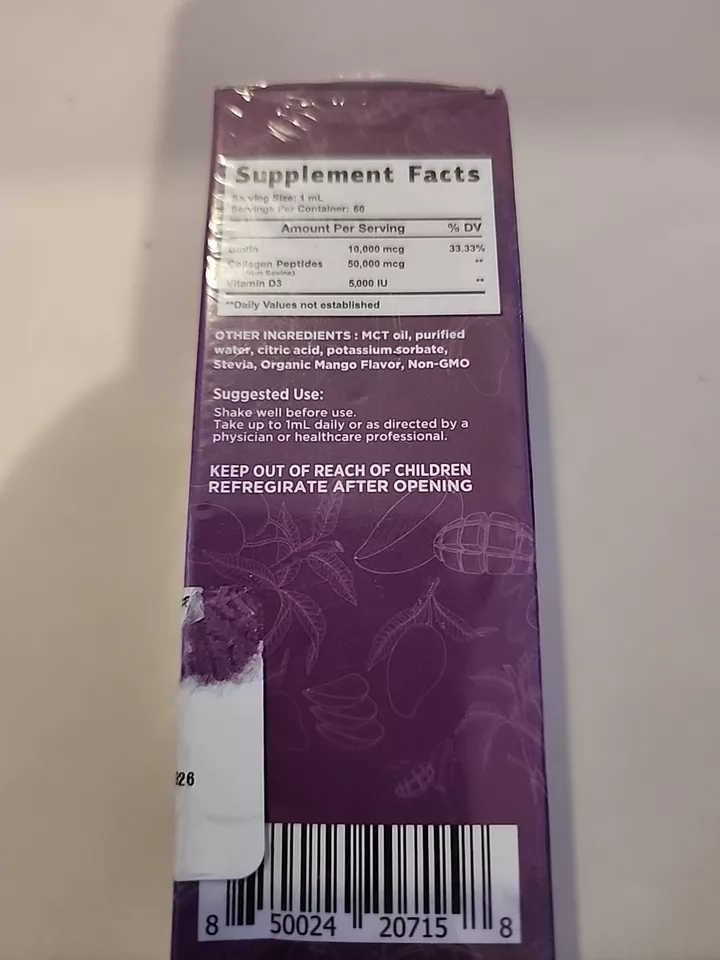 Supplement Facts
Serving Size: 1 mL
Servings Per Container: 60
Amount Per Serving % DV
Biotin 10,000 mcg 33.33%
Collagen Peptides 50,000 mcg **
(from Bovine)
Vitamin D3 5,000 IU **
**Daily Values not established
OTHER INGREDIENTS : MCT oil, purified
water, citric acid, potassium.sorbate,
Stevia, Organic Mango Flavor, Non-GMO
Suggested Use:
Shake well before use.
Take up to 1mL daily or as directed by a
physician or healthcare professional.
KEEP OUT OF REACH OF CHILDREN
REFREGIRATE AFTER OPENING
26
8 50024 20715 8